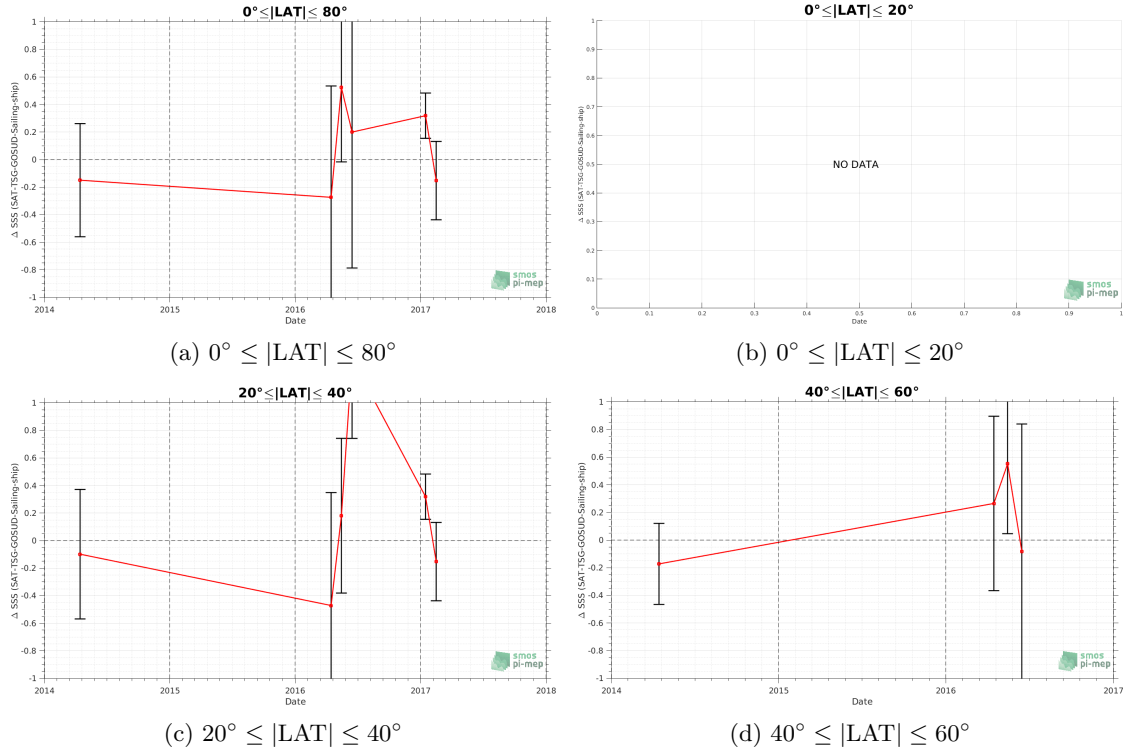 0°≤|LAT|≤ 80°
Δ SSS (SAT-TSG-GOSUD-Sailing-ship)
1
0.8
0.6
0.4
0.2
0
-0.2
-0.4
-0.6
-0.8
-1
smos
pi-mep
2014 2015 2016 2017 2018
Date
(a) 0° ≤ |LAT| ≤ 80°
0°≤|LAT|≤ 20°
Δ SSS (SAT-TSG-GOSUD-Sailing-ship)
1
0.9
0.8
0.7
0.6
0.5
0.4
0.3
0.2
0.1
0
NO DATA
smos
pi-mep
0 0.1 0.2 0.3 0.4 0.5 0.6 0.7 0.8 0.9 1
Date
(b) 0° ≤ |LAT| ≤ 20°
20°≤|LAT|≤ 40°
Δ SSS (SAT-TSG-GOSUD-Sailing-ship)
1
0.8
0.6
0.4
0.2
0
-0.2
-0.4
-0.6
-0.8
-1
smos
pi-mep
2014 2015 2016 2017 2018
Date
(c) 20° ≤ |LAT| ≤ 40°
40°≤|LAT|≤ 60°
Δ SSS (SAT-TSG-GOSUD-Sailing-ship)
1
0.8
0.6
0.4
0.2
0
-0.2
-0.4
-0.6
-0.8
-1
smos
pi-mep
2014 2015 2016 2017
Date
(d) 40° ≤ |LAT| ≤ 60°